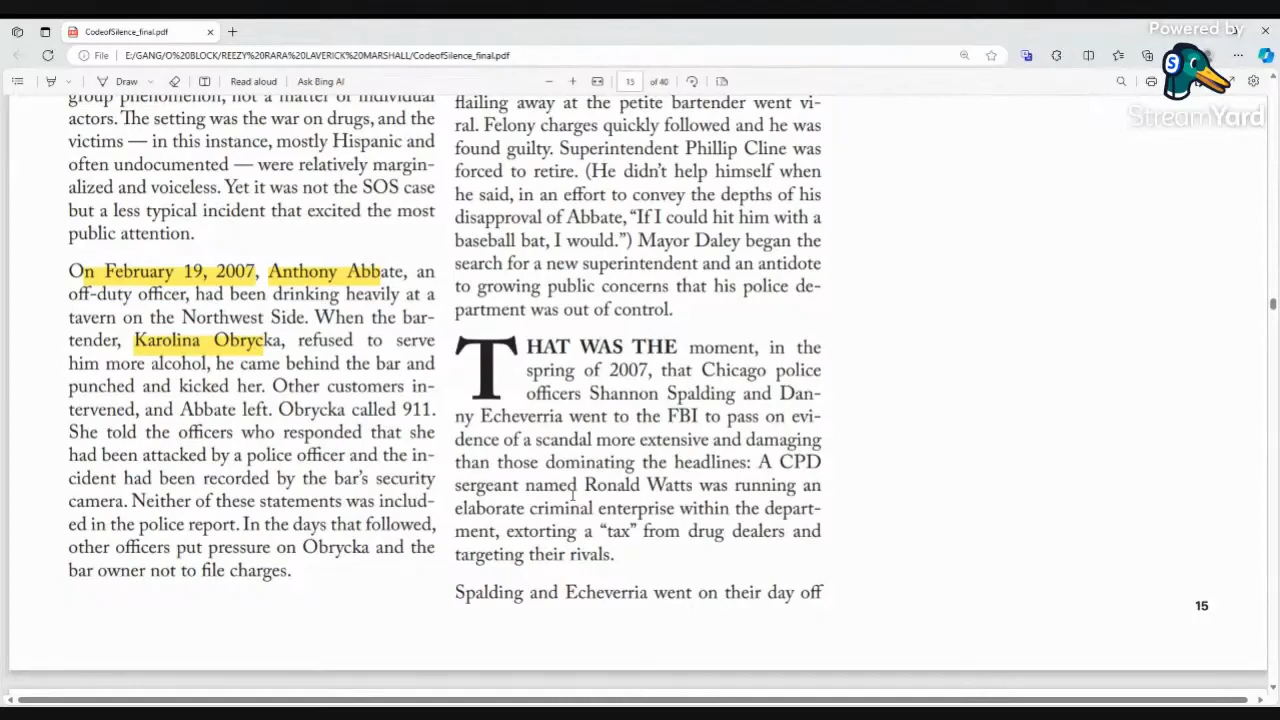 CodeofSilence_final.pdf
Powered by
File
E:/GANG/O%20BLOCK/REEZY%20RARA%20LAVERICK%20MARSHALL/CodeofSilence_final.pdf
Draw
Read aloud
Ask Bing AI
15
of 40
StreamYard
group phenomenon, not a matter of individual
actors. The setting was the war on drugs, and the
victims — in this instance, mostly Hispanic and
often undocumented — were relatively margin-
alized and voiceless. Yet it was not the SOS case
but a less typical incident that excited the most
public attention.
On February 19, 2007, Anthony Abbate, an
off-duty officer, had been drinking heavily at a
tavern on the Northwest Side. When the bar-
tender, Karolina Obrycka, refused to serve
him more alcohol, he came behind the bar and
punched and kicked her. Other customers in-
tervened, and Abbate left. Obrycka called 911.
She told the officers who responded that she
had been attacked by a police officer and the in-
cident had been recorded by the bar's security
camera. Neither of these statements was includ-
ed in the police report. In the days that followed,
other officers put pressure on Obrycka and the
bar owner not to file charges.
flailing away at the petite bartender went vi-
ral. Felony charges quickly followed and he was
found guilty. Superintendent Phillip Cline was
forced to retire. (He didn't help himself when
he said, in an effort to convey the depths of his
disapproval of Abbate, “If I could hit him with a
baseball bat, I would.”) Mayor Daley began the
search for a new superintendent and an antidote
to growing public concerns that his police de-
partment was out of control.
THAT WAS THE moment, in the
spring of 2007, that Chicago police
officers Shannon Spalding and Dan-
ny Echeverria went to the FBI to pass on evi-
dence of a scandal more extensive and damaging
than those dominating the headlines: A CPD
sergeant named Ronald Watts was running an
elaborate criminal enterprise within the depart-
ment, extorting a “tax” from drug dealers and
targeting their rivals.
Spalding and Echeverria went on their day off
15